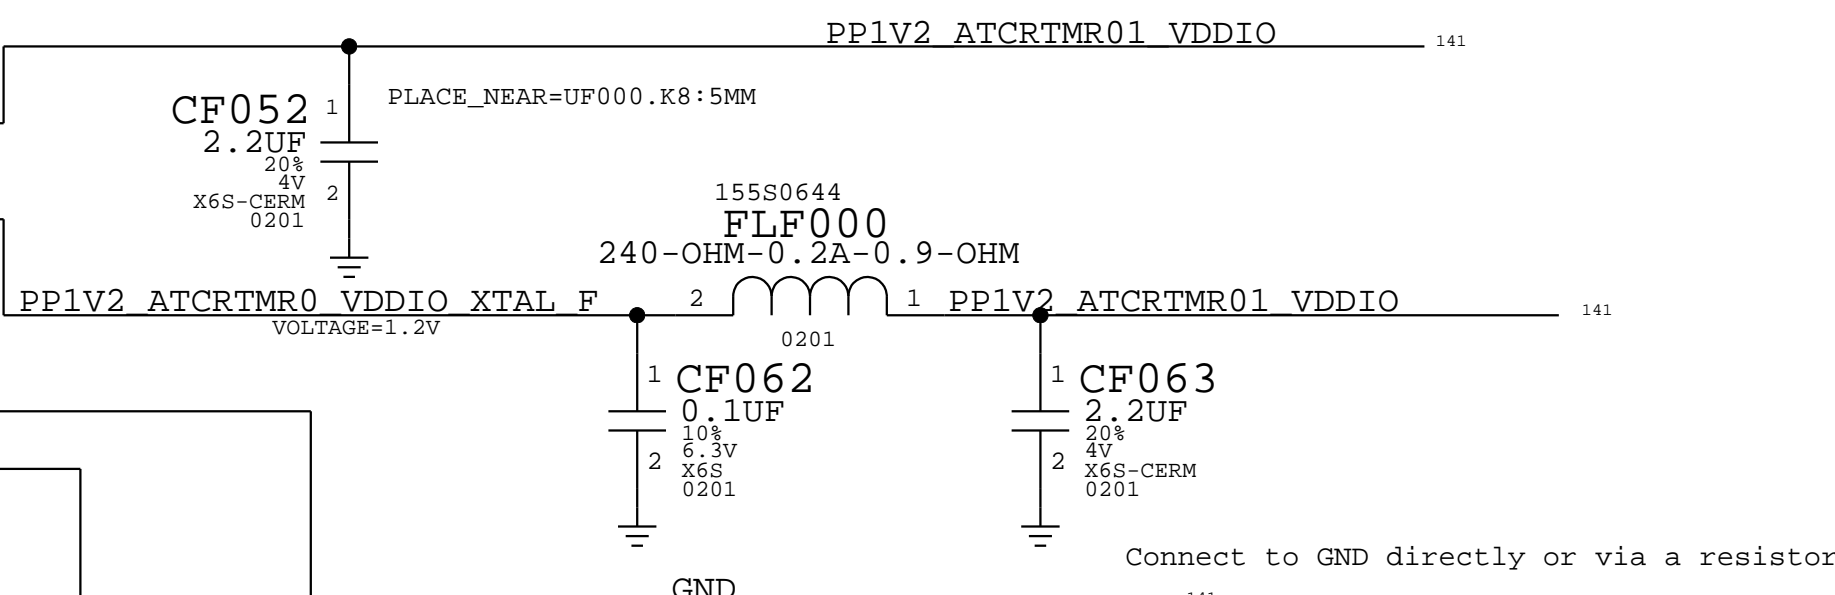 PP1V2_ATCRTMR01_VDDIO 141
CF052 1
PLACE_NEAR=UF000.K8:5MM
2.2UF
20%
4V
X6S-CERM 2
0201
155S0644
FLF000
240-OHM-0.2A-0.9-OHM
PP1V2_ATCRTMR0_VDDIO_XTAL_F 2 1 PP1V2_ATCRTMR01_VDDIO 141
VOLTAGE=1.2V
0201
1 CF062
0.1UF
10%
6.3V
2 X6S
0201
1 CF063
2.2UF
20%
4V
2 X6S-CERM
0201
Connect to GND directly or via a resistor
GND
141